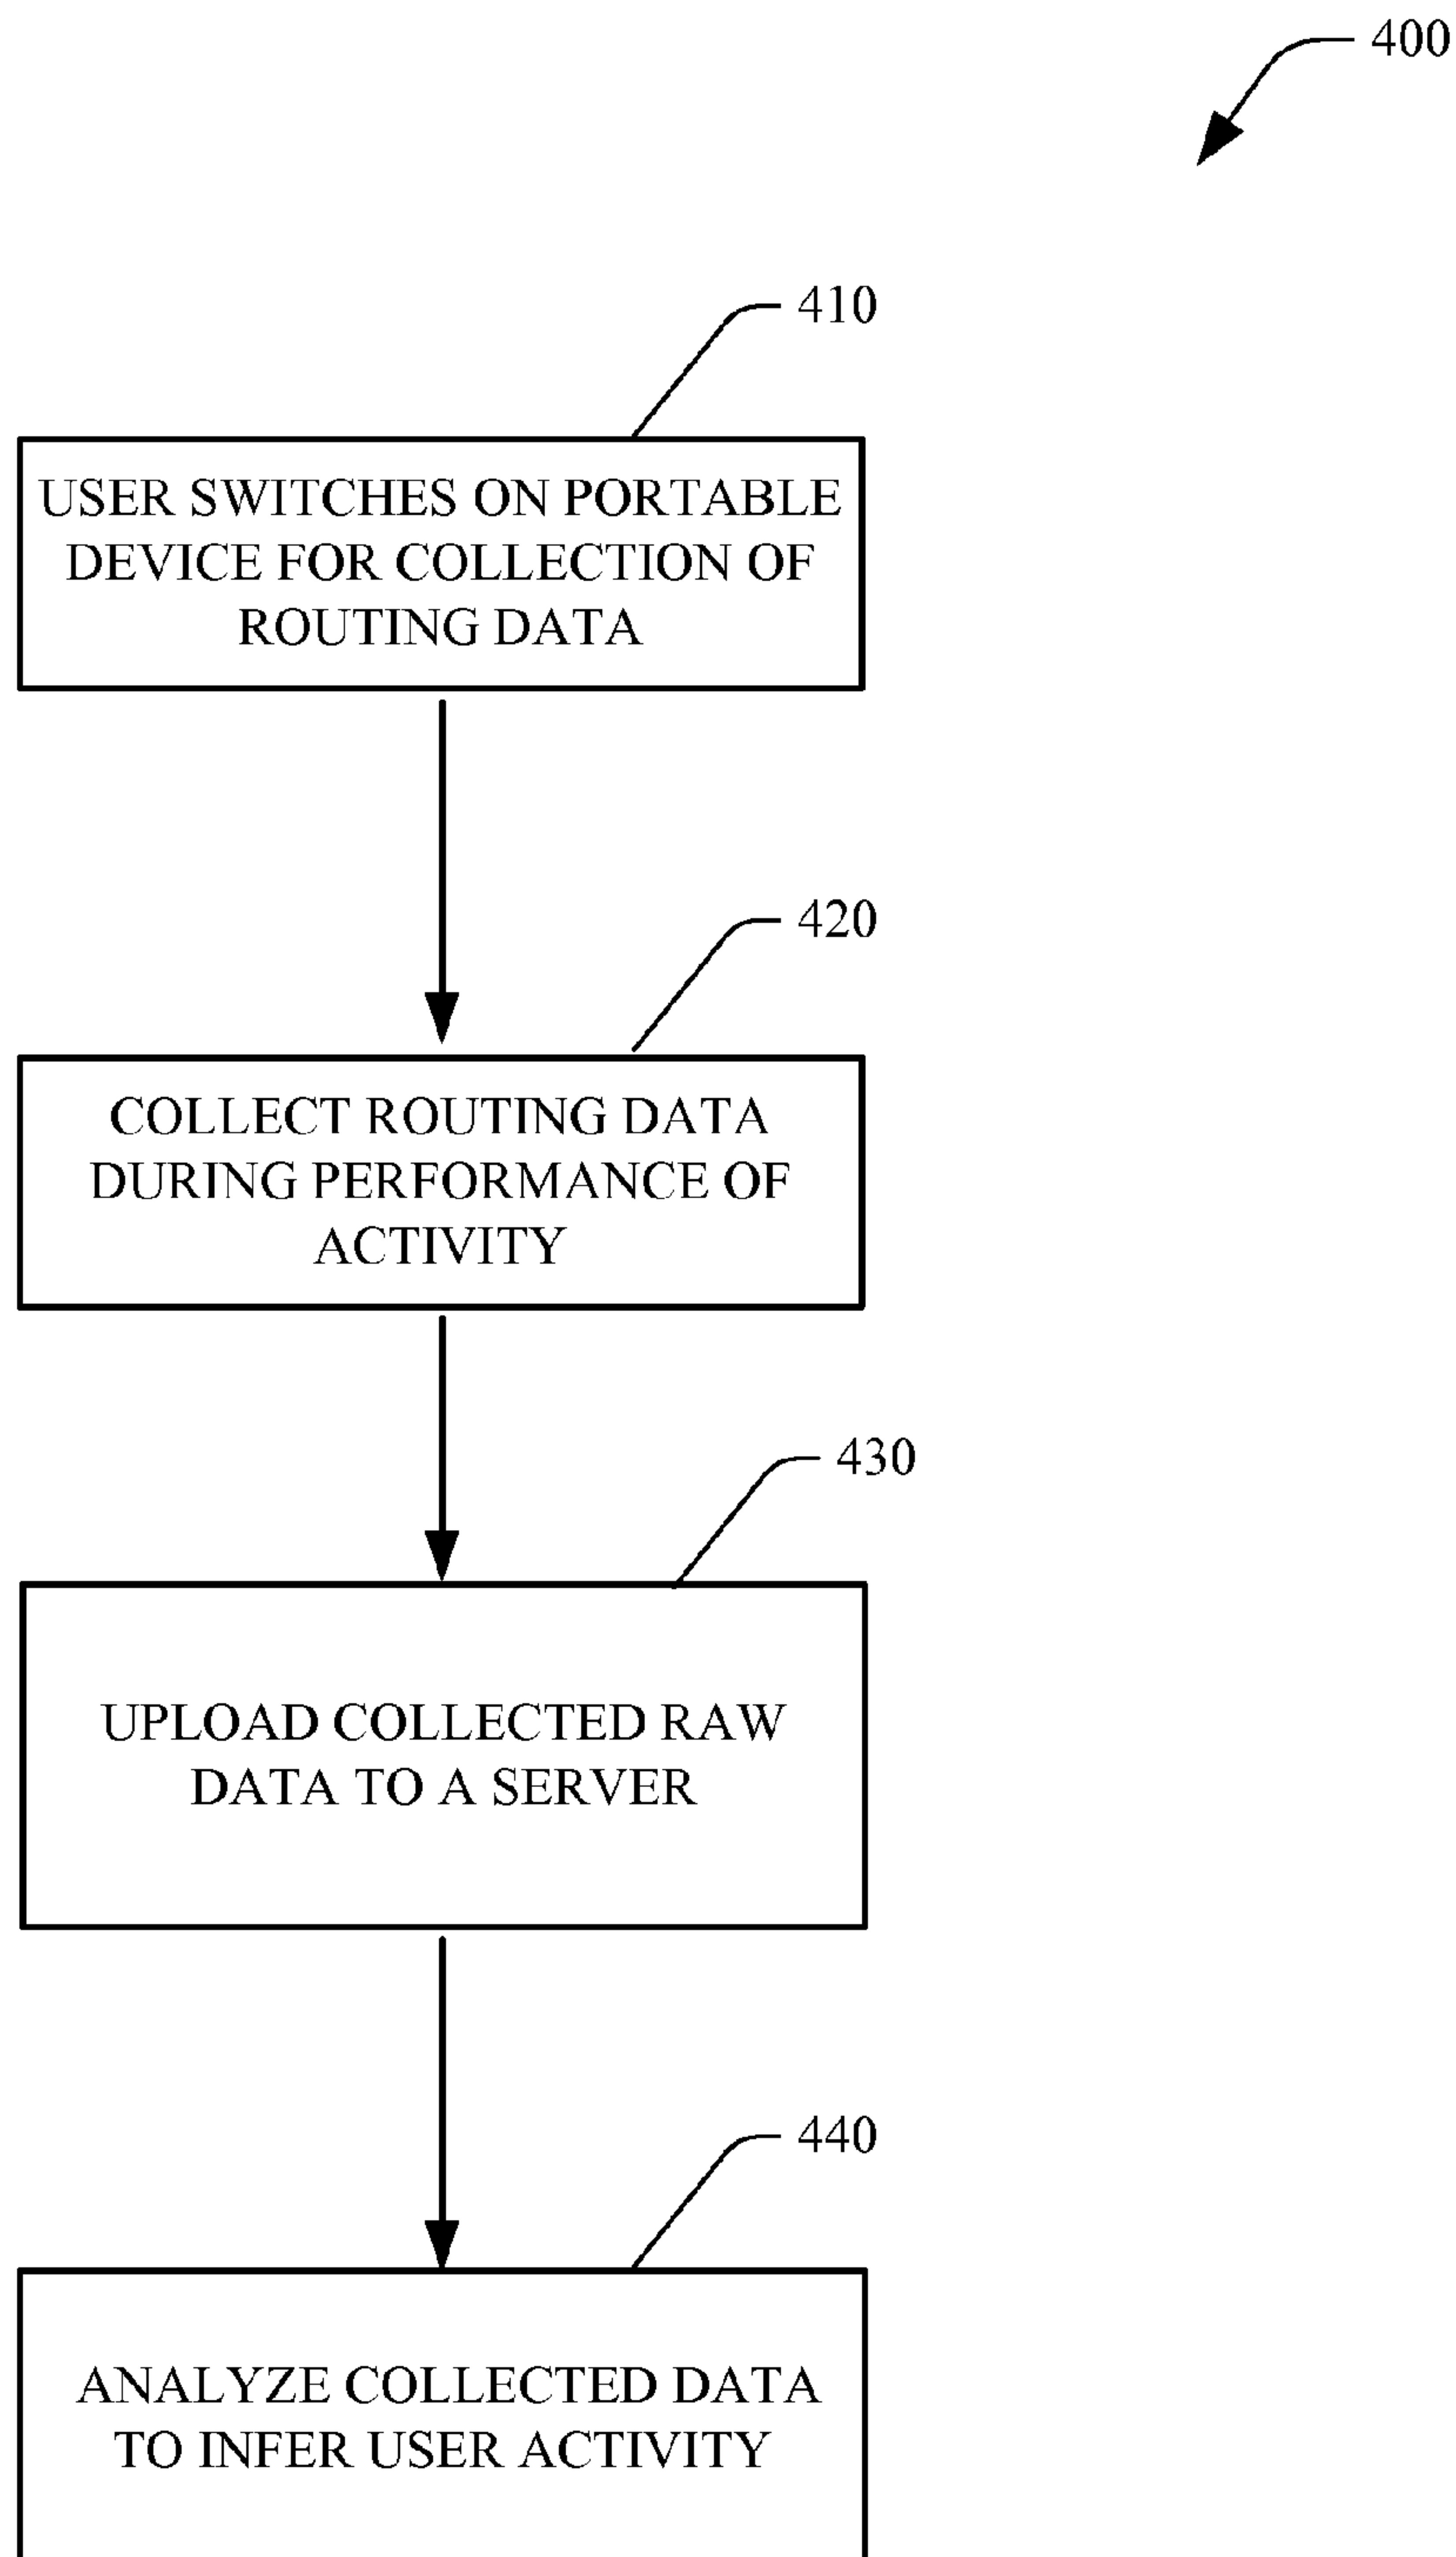 400
410
USER SWITCHES ON PORTABLE
DEVICE FOR COLLECTION OF
ROUTING DATA
420
COLLECT ROUTING DATA
DURING PERFORMANCE OF
ACTIVITY
430
UPLOAD COLLECTED RAW
DATA TO A SERVER
440
ANALYZE COLLECTED DATA
TO INFER USER ACTIVITY